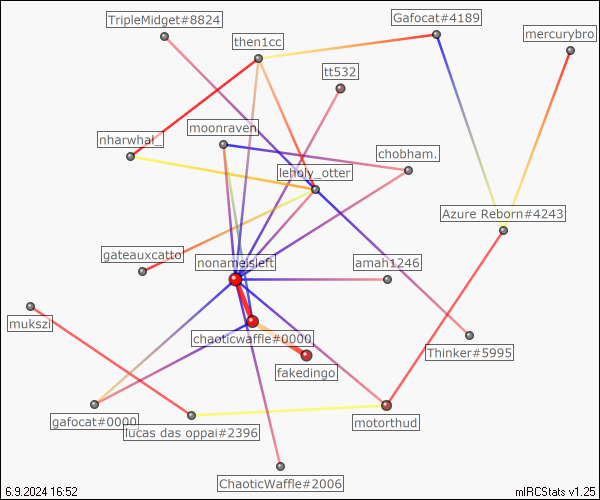 TripleMidget#8824
Gafocat#4189
mercurybro
then1cc
tt532
moonraven
nharwhal_
chobham.
leholy_otter
Azure Reborn#4243
gateauxcatto
nonameisleft
amah1246
mukszi
chaoticwaffle#0000
Thinker#5995
fakedingo
gafocat#0000
motorthud
lucas das oppai#2396
ChaoticWaffle#2006
6.9.2024 16:52
mIRCStats v1.25